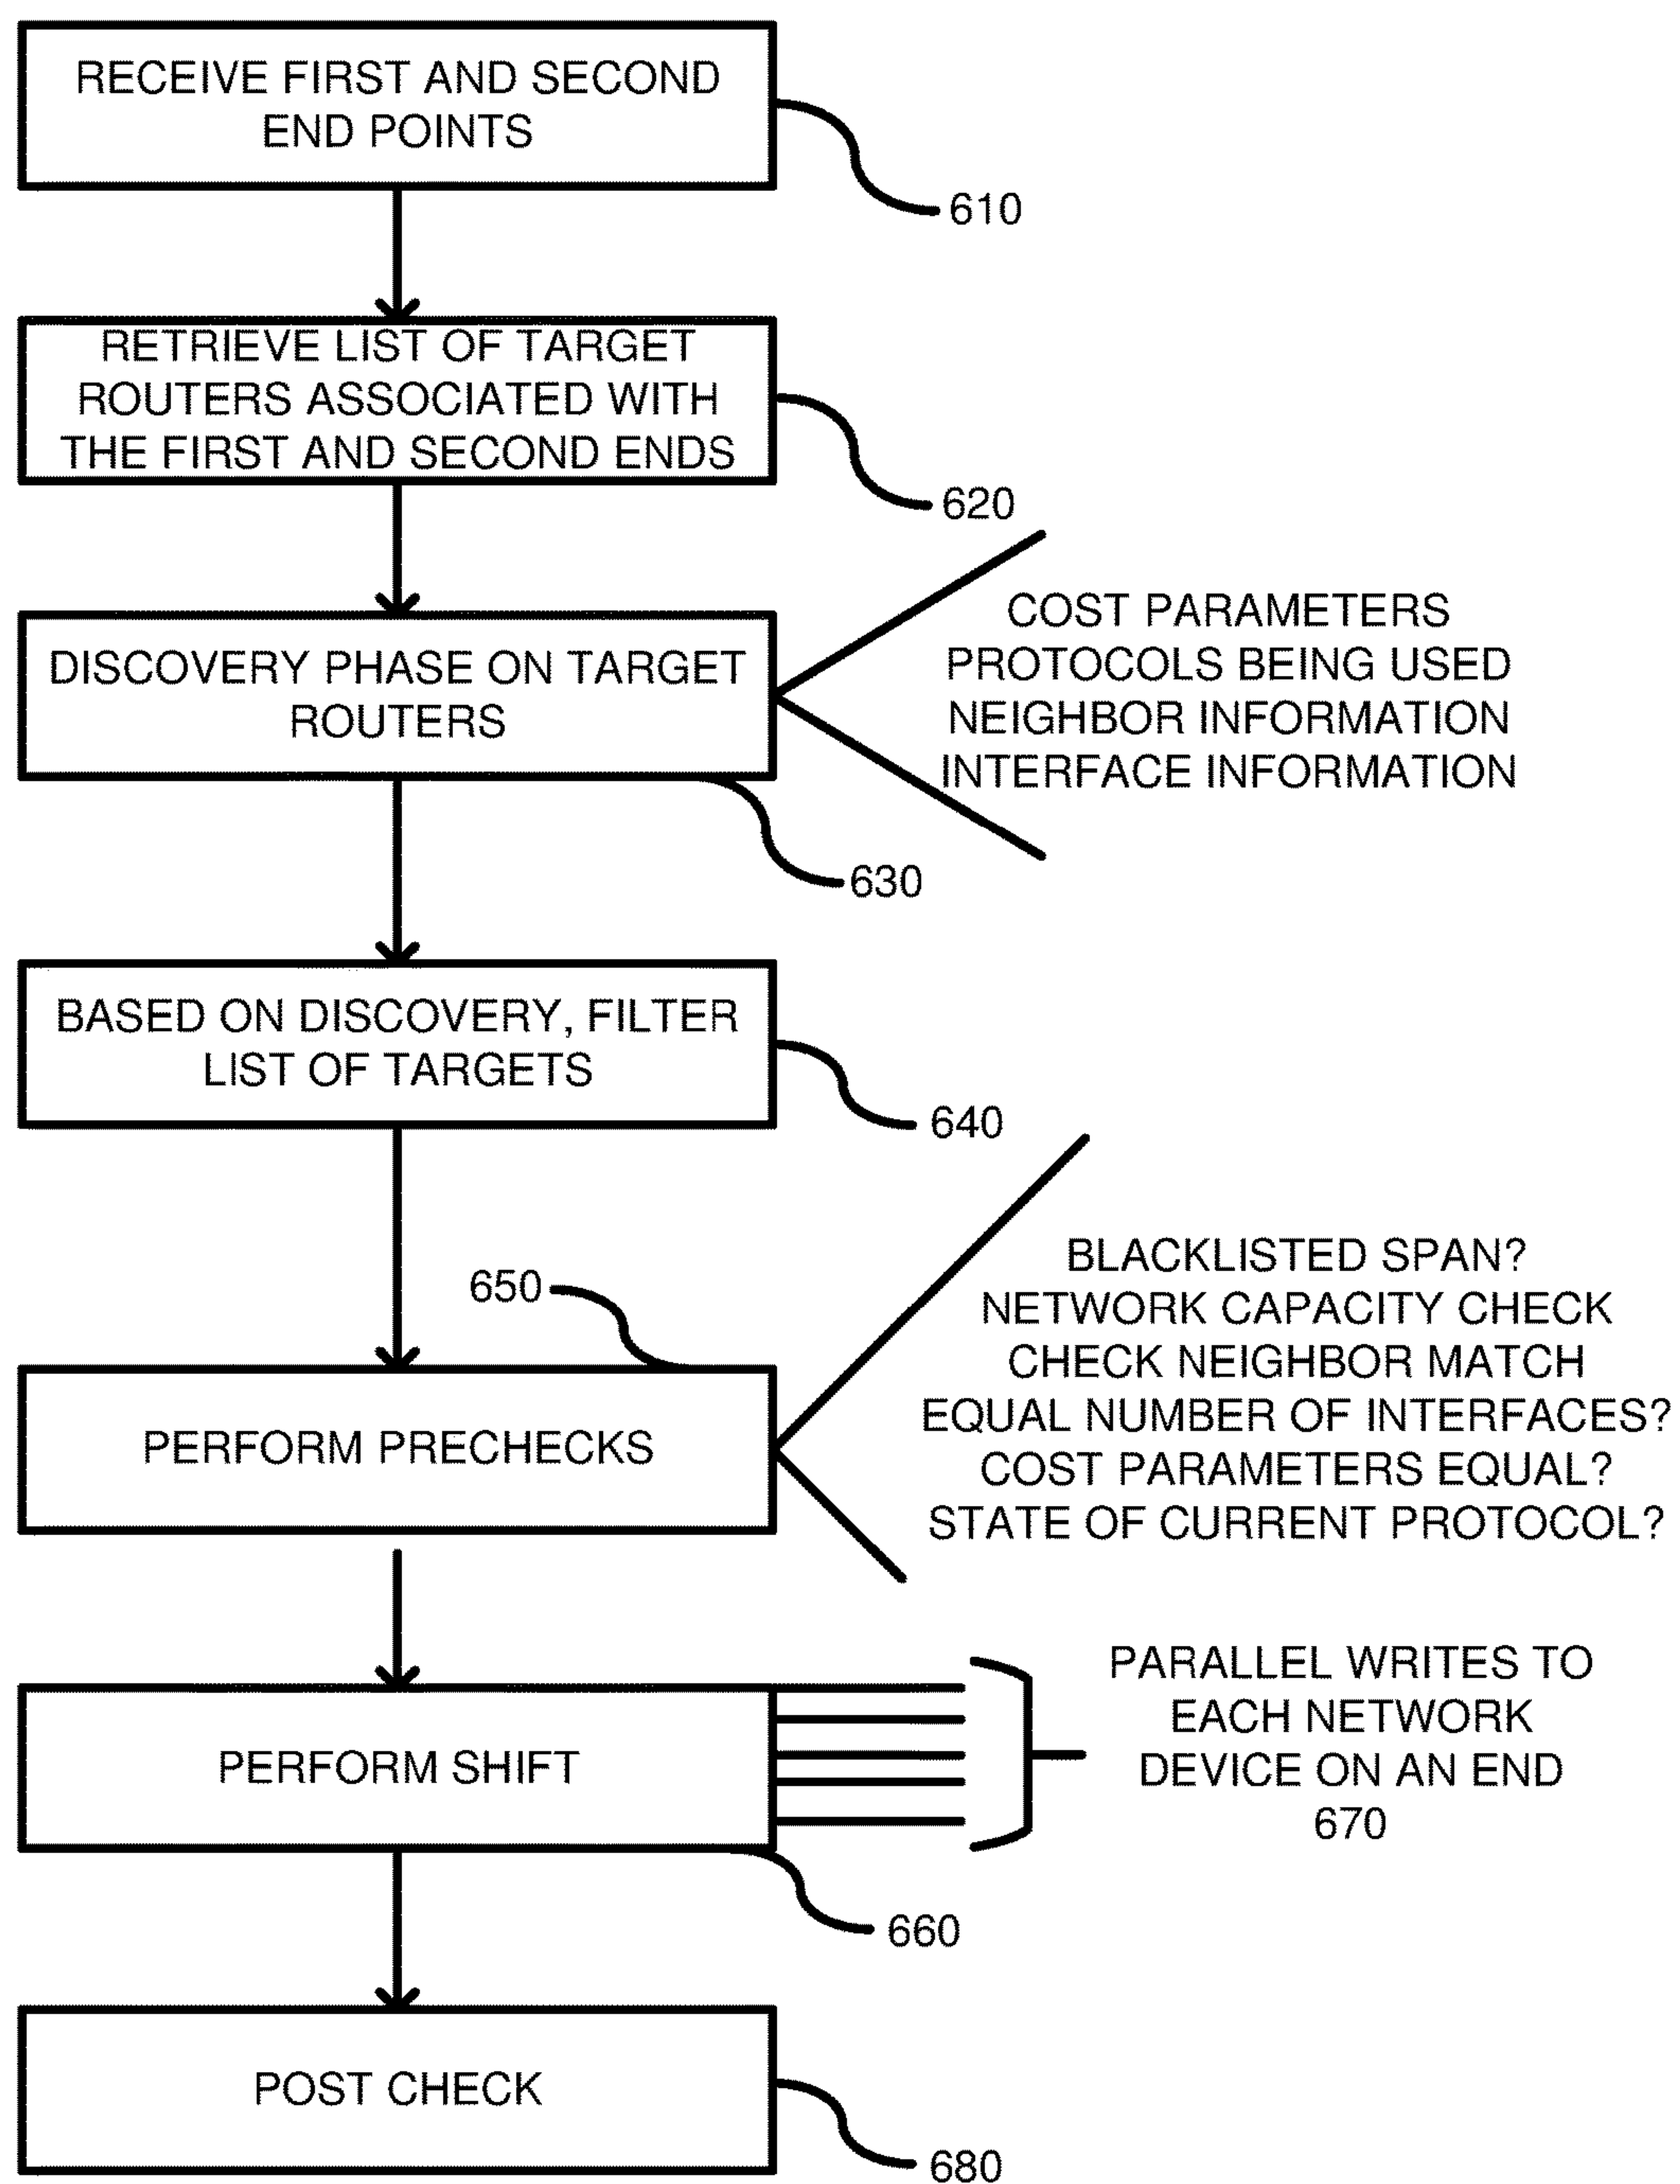 RECEIVE FIRST AND SECOND
END POINTS
610
RETRIEVE LIST OF TARGET
ROUTERS ASSOCIATED WITH
THE FIRST AND SECOND ENDS
620
DISCOVERY PHASE ON TARGET
ROUTERS
COST PARAMETERS
PROTOCOLS BEING USED
NEIGHBOR INFORMATION
INTERFACE INFORMATION
630
BASED ON DISCOVERY, FILTER
LIST OF TARGETS
640
650
PERFORM PRECHECKS
BLACKLISTED SPAN?
NETWORK CAPACITY CHECK
CHECK NEIGHBOR MATCH
EQUAL NUMBER OF INTERFACES?
COST PARAMETERS EQUAL?
STATE OF CURRENT PROTOCOL?
PERFORM SHIFT
PARALLEL WRITES TO
EACH NETWORK
DEVICE ON AN END
670
660
POST CHECK
680